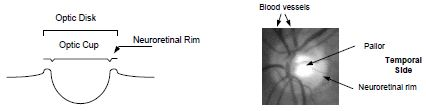 Optic Disk
Optic Cup
Neuroretinal Rim
Blood vessels
Pallor
Temporal
Side
Neuroretinal rim